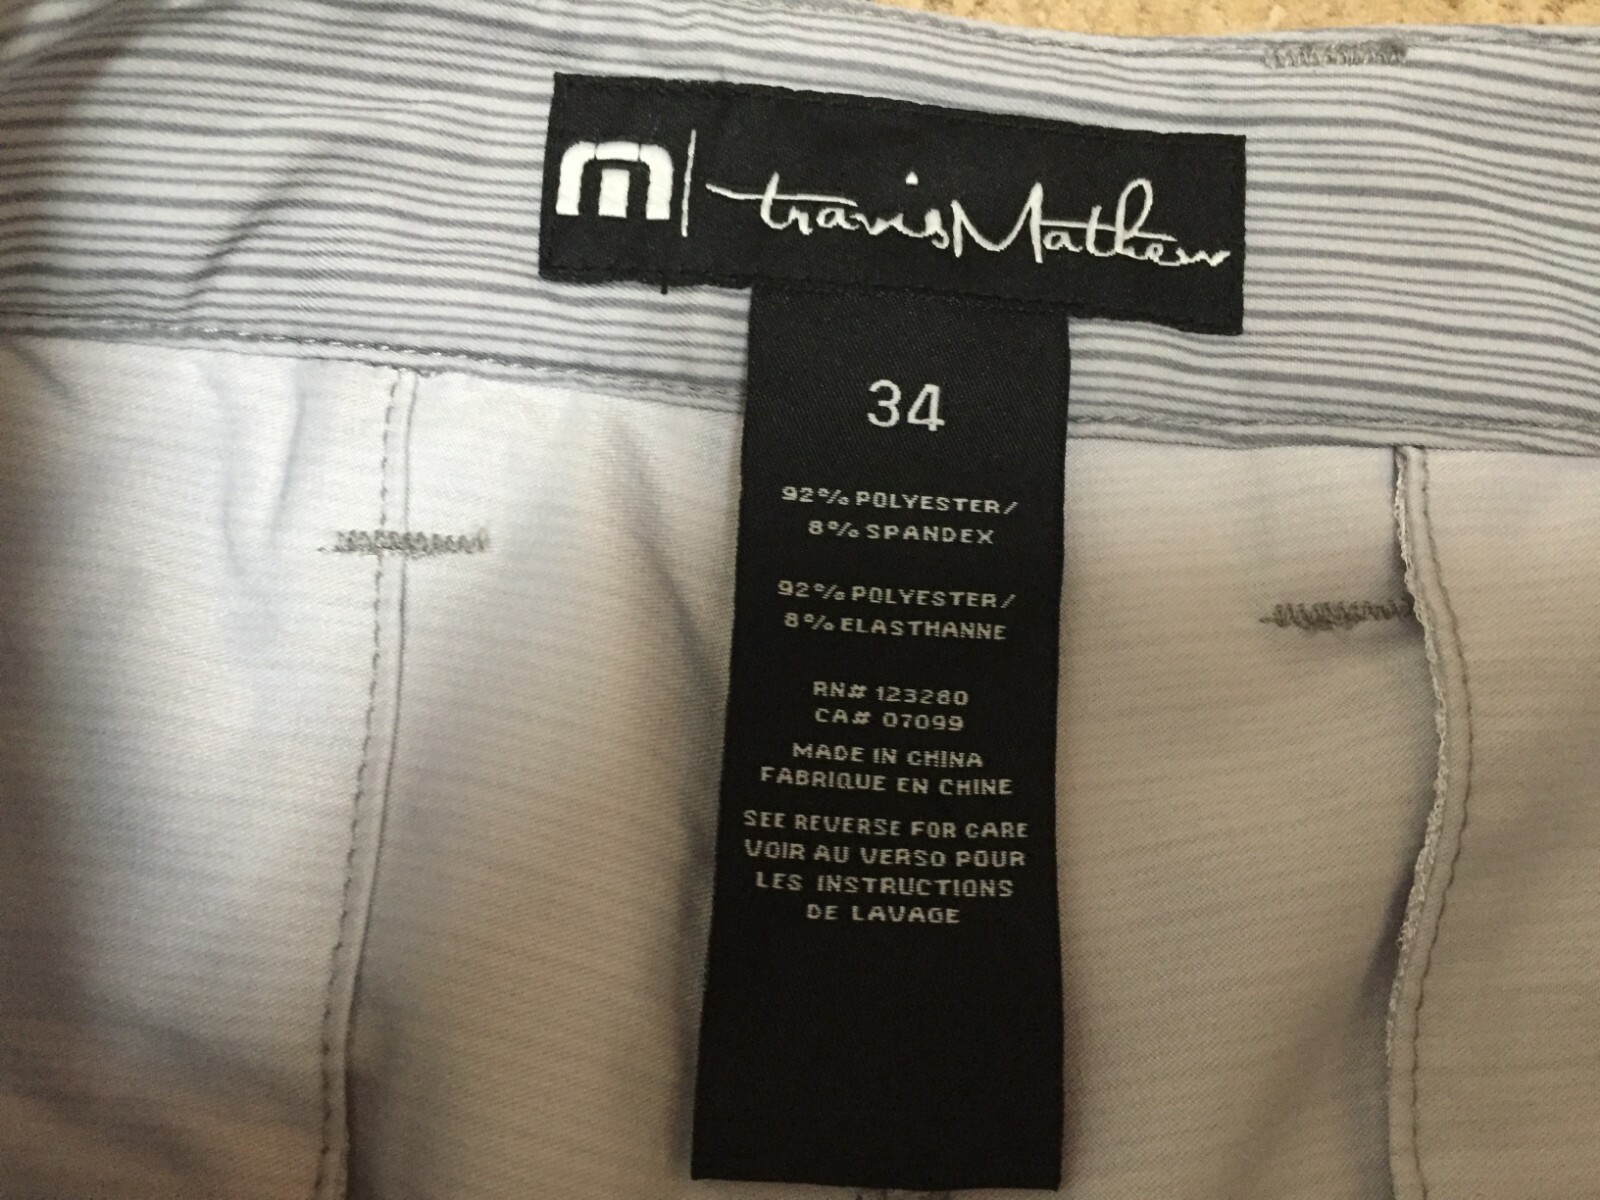 travisMathew
34
92% POLYESTER/
8% SPANDEX
92% POLYESTER/
8% ELASTHANNE
RN# 123280
CA# 07099
MADE IN CHINA
FABRIQUE EN CHINE
SEE REVERSE FOR CARE
VOIR AU VERSO POUR
LES INSTRUCTIONS
DE LAVAGE